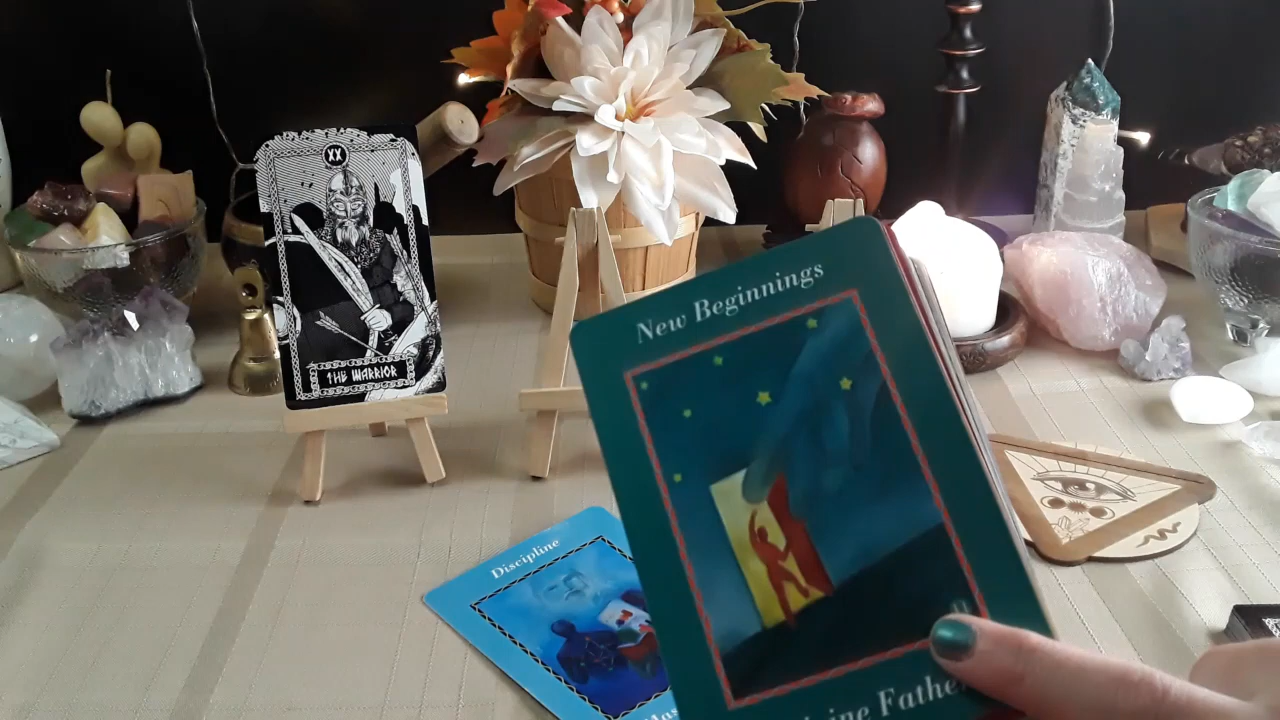 XX
THE WARRIOR
New Beginnings
Discipline
Father